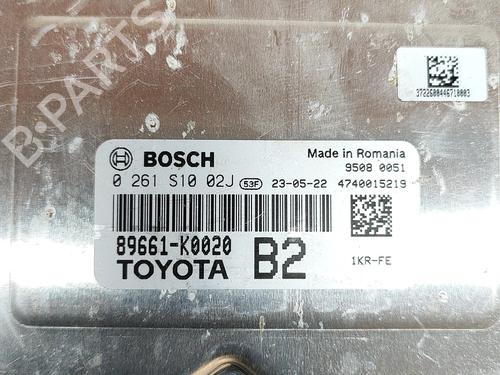 B-PARTS
3722600446710003
BOSCH
Made in Romania
9508 0051
0 261 S10 02J 53F 23-05-22 4740015219
89661-K0020
TOYOTA
B2
1KR-FE